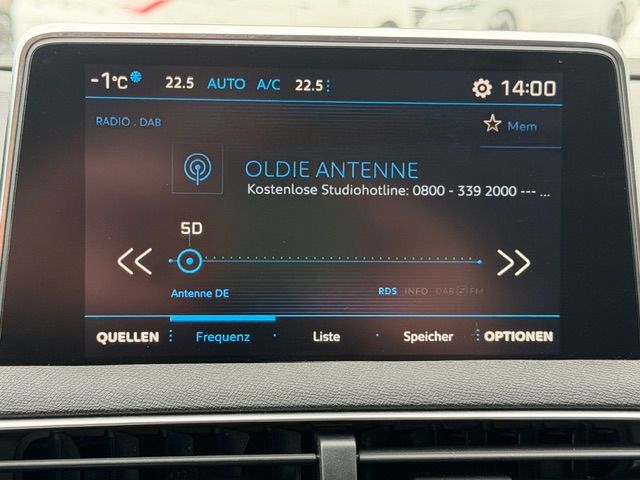 -1°C 22.5 AUTO A/C 22.5 14:00
RADIO . DAB Mem
OLDIE ANTENNE
Kostenlose Studiohotline: 0800 - 339 2000 --- ...
5D
Antenne DE RDS INFO DAB FM
QUELLEN Frequenz Liste Speicher OPTIONEN